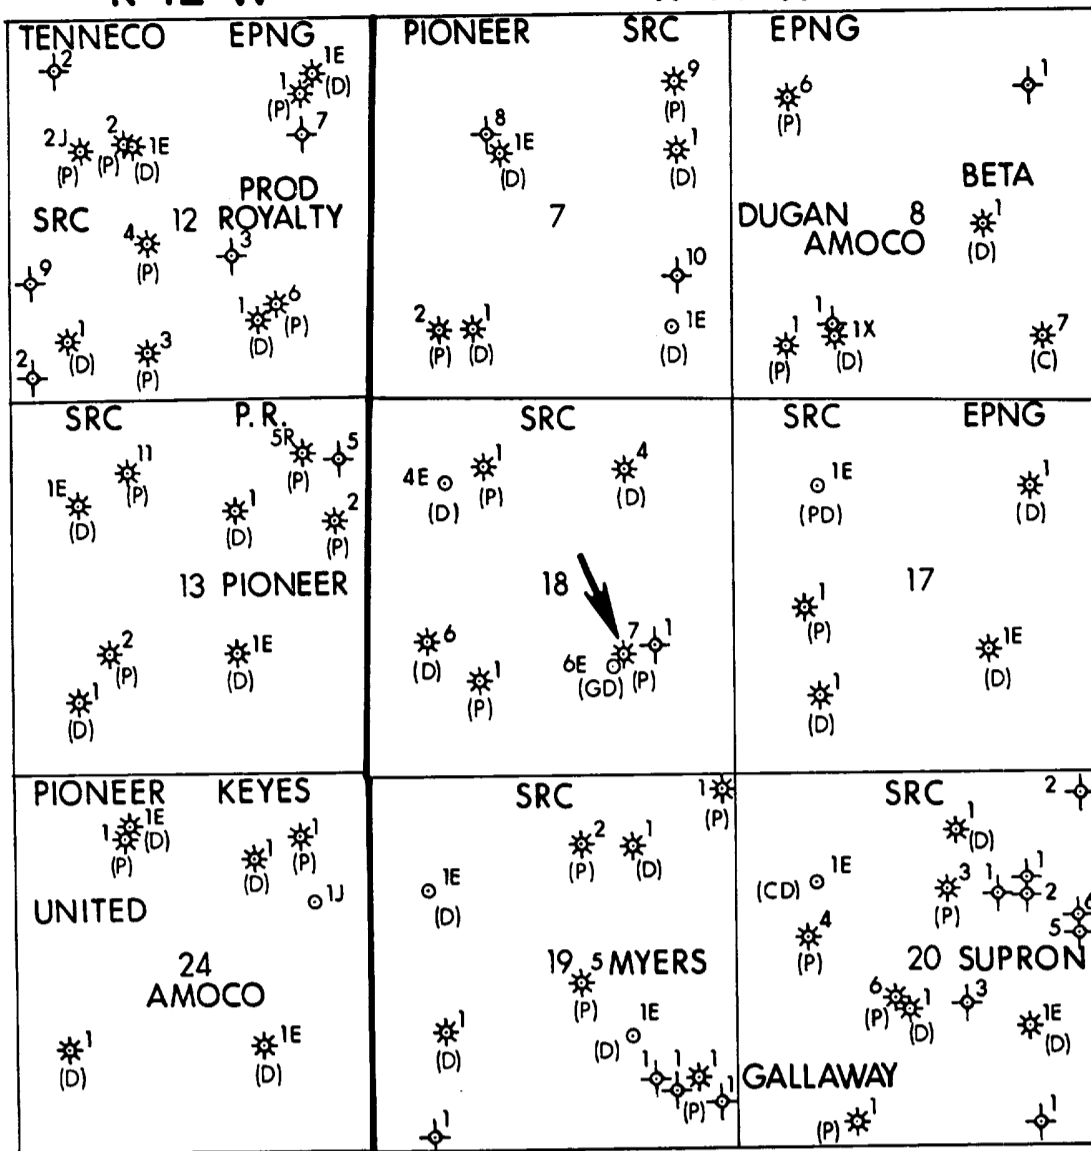 TENNECO EPNG
2
1E
1 (D)
(P)
7
2J 2 1E
(P) (P) (D)
PROD
SRC 12 ROYALTY
4 3
(P)
9
1 6
(D) (P)
1 3
(D) (P)
2
PIONEER SRC
9
(P)
8
1E 1
(D) (D)
7
10
2 1 1E
(P) (D) (D)
EPNG
6 1
(P)
BETA
DUGAN 8 1
AMOCO (D)
1
1 1X 7
(P) (D) (C)
SRC P.R.
11 5R 5
(P) (P)
1E 1 2
(D) (D) (P)
13 PIONEER
2 1E
(P) (D)
1
(D)
SRC
4E 1 4
(D) (P) (D)
18
6 7 1
(D) 6E
1 (GD) (P)
(P)
SRC EPNG
1E 1
(PD) (D)
17
1
(P) 1E
(D)
1
(D)
PIONEER KEYES
1E
1 (D) 1
(P) 1 (P)
(D)
1J
UNITED
24
AMOCO
1 1E
(D) (D)
SRC 1
(P)
2 1
(P) (D)
1E
(D)
19 5 MYERS
(P)
1 1E
(D) (D)
1 1 1
(P) 1
1
SRC 2
1
(D)
1E 3 1 1
(CD) (P) 2
4 6
(P) 5
20 SUPRON
6 1 3 1E
(P) (D) (D)
GALLAWAY
(P) 1 1